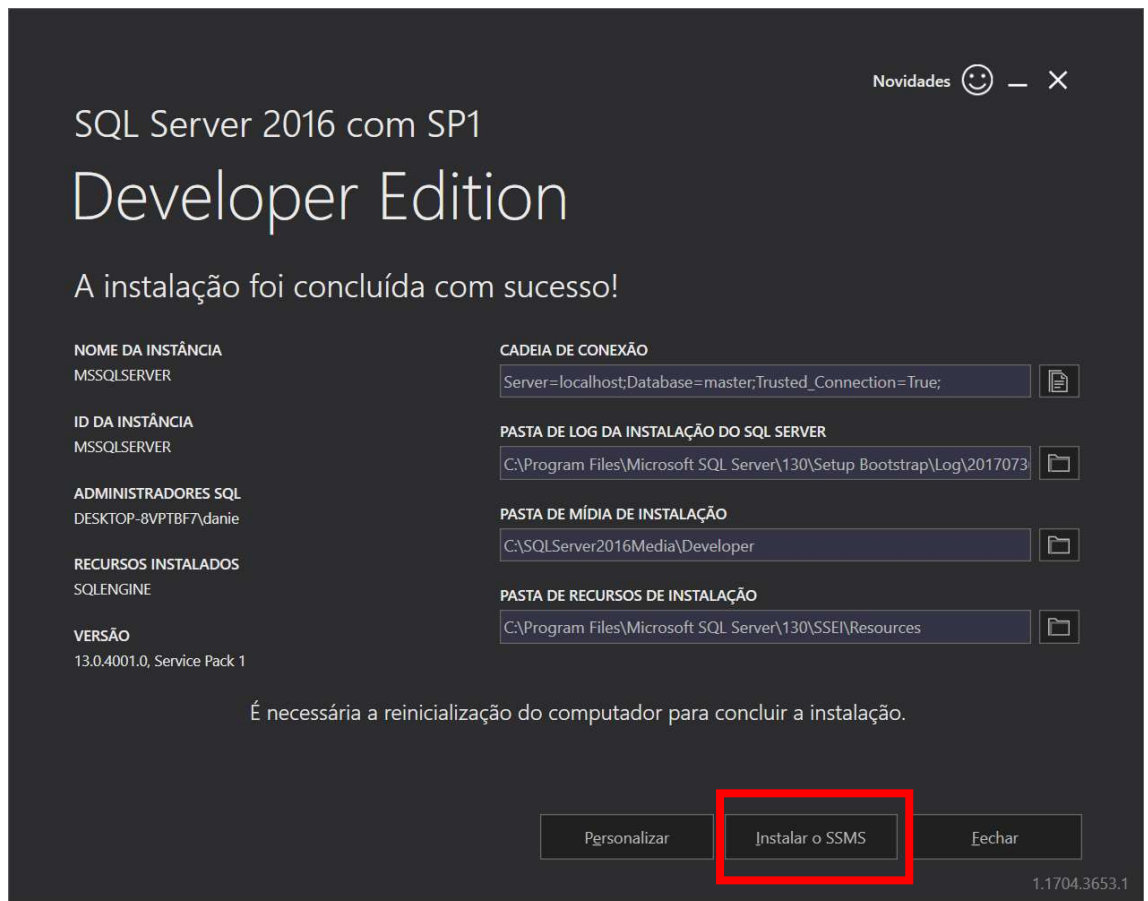 Novidades
SQL Server 2016 com SP1
Developer Edition
A instalação foi concluída com sucesso!
NOME DA INSTÂNCIA
MSSQLSERVER
ID DA INSTÂNCIA
MSSQLSERVER
ADMINISTRADORES SQL
DESKTOP-8VPTBF7\danie
RECURSOS INSTALADOS
SQLENGINE
VERSÃO
13.0.4001.0, Service Pack 1
CADEIA DE CONEXÃO
Server=localhost;Database=master;Trusted_Connection=True;
PASTA DE LOG DA INSTALAÇÃO DO SQL SERVER
C:\Program Files\Microsoft SQL Server\130\Setup Bootstrap\Log\2017073
PASTA DE MÍDIA DE INSTALAÇÃO
C:\SQLServer2016Media\Developer
PASTA DE RECURSOS DE INSTALAÇÃO
C:\Program Files\Microsoft SQL Server\130\SSEI\Resources
É necessária a reinicialização do computador para concluir a instalação.
Personalizar
Instalar o SSMS
Fechar
1.1704.3653.1